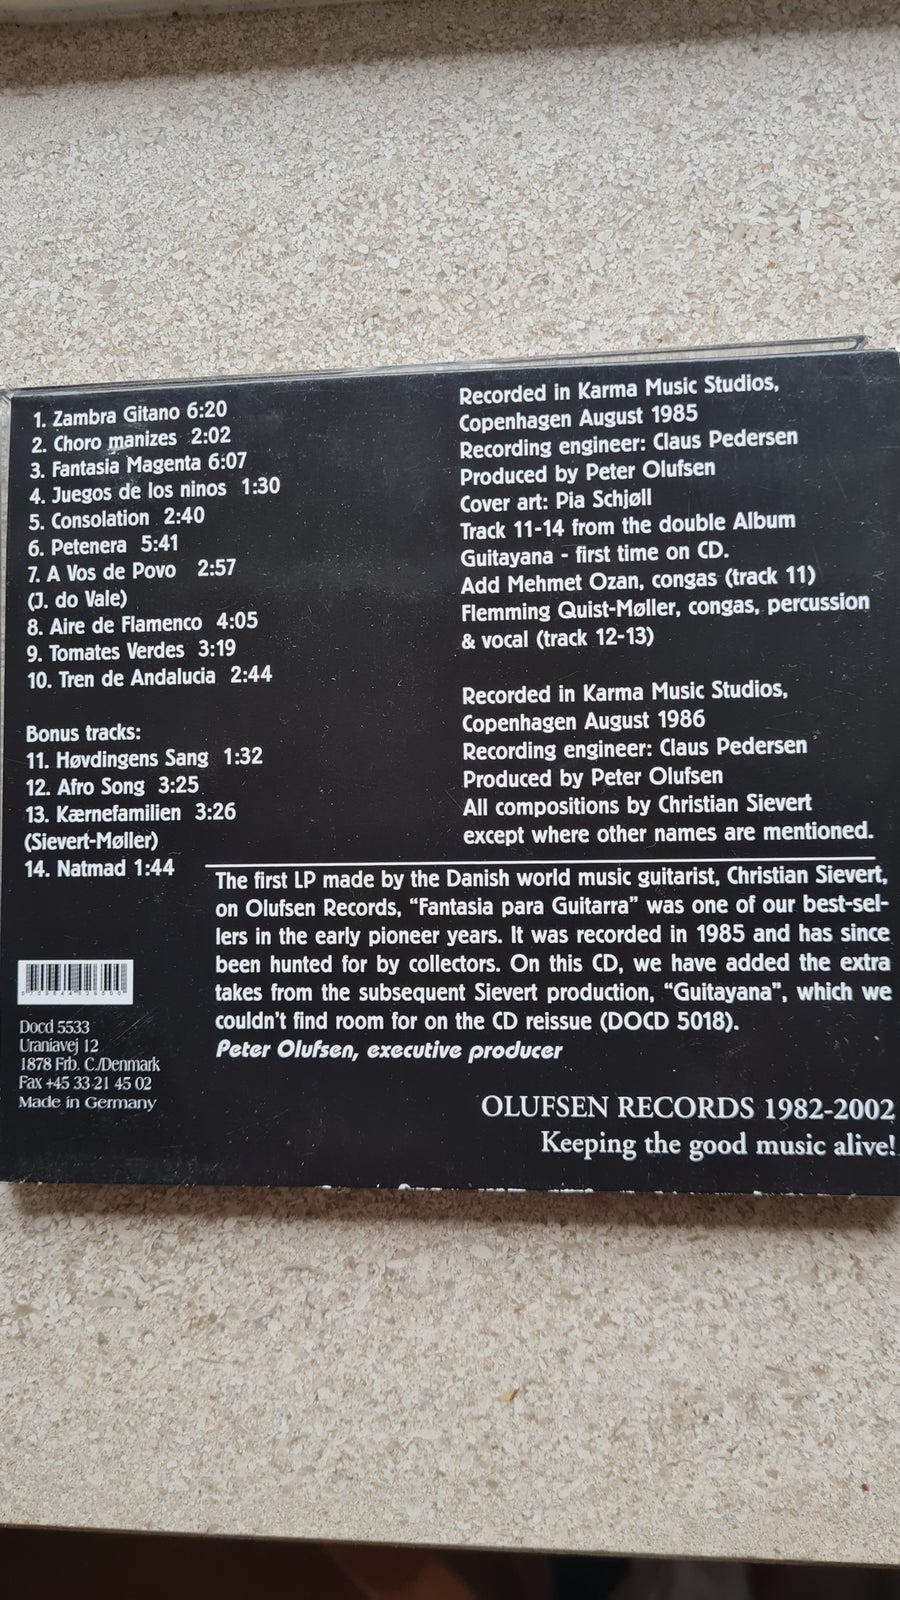 1. Zambra Gitano 6:20
2. Choro manizes 2:02
3. Fantasia Magenta 6:07
4. Juegos de los ninos 1:30
5. Consolation 2:40
6. Petenera 5:41
7. A Vos de Povo 2:57
(J. do Vale)
8. Aire de Flamenco 4:05
9. Tomates Verdes 3:19
10. Tren de Andalucia 2:44
Bonus tracks:
11. Høvdingens Sang 1:32
12. Afro Song 3:25
13. Kærnefamilien 3:26
(Sievert-Møller)
14. Natmad 1:44
Recorded in Karma Music Studios,
Copenhagen August 1985
Recording engineer: Claus Pedersen
Produced by Peter Olufsen
Cover art: Pia Schjøll
Track 11-14 from the double Album
Guitayana - first time on CD.
Add Mehmet Ozan, congas (track 11)
Flemming Quist-Møller, congas, percussion
& vocal (track 12-13)
Recorded in Karma Music Studios,
Copenhagen August 1986
Recording engineer: Claus Pedersen
Produced by Peter Olufsen
All compositions by Christian Sievert
except where other names are mentioned.
The first LP made by the Danish world music guitarist, Christian Sievert,
on Olufsen Records, “Fantasia para Guitarra” was one of our best-sel-
lers in the early pioneer years. It was recorded in 1985 and has since
been hunted for by collectors. On this CD, we have added the extra
takes from the subsequent Sievert production, “Guitayana”, which we
couldn’t find room for on the CD reissue (DOCD 5018).
Peter Olufsen, executive producer
Docd 5533
Uraniavej 12
1878 Frb. C./Denmark
Fax +45 33 21 45 02
Made in Germany
OLUFSEN RECORDS 1982-2002
Keeping the good music alive!